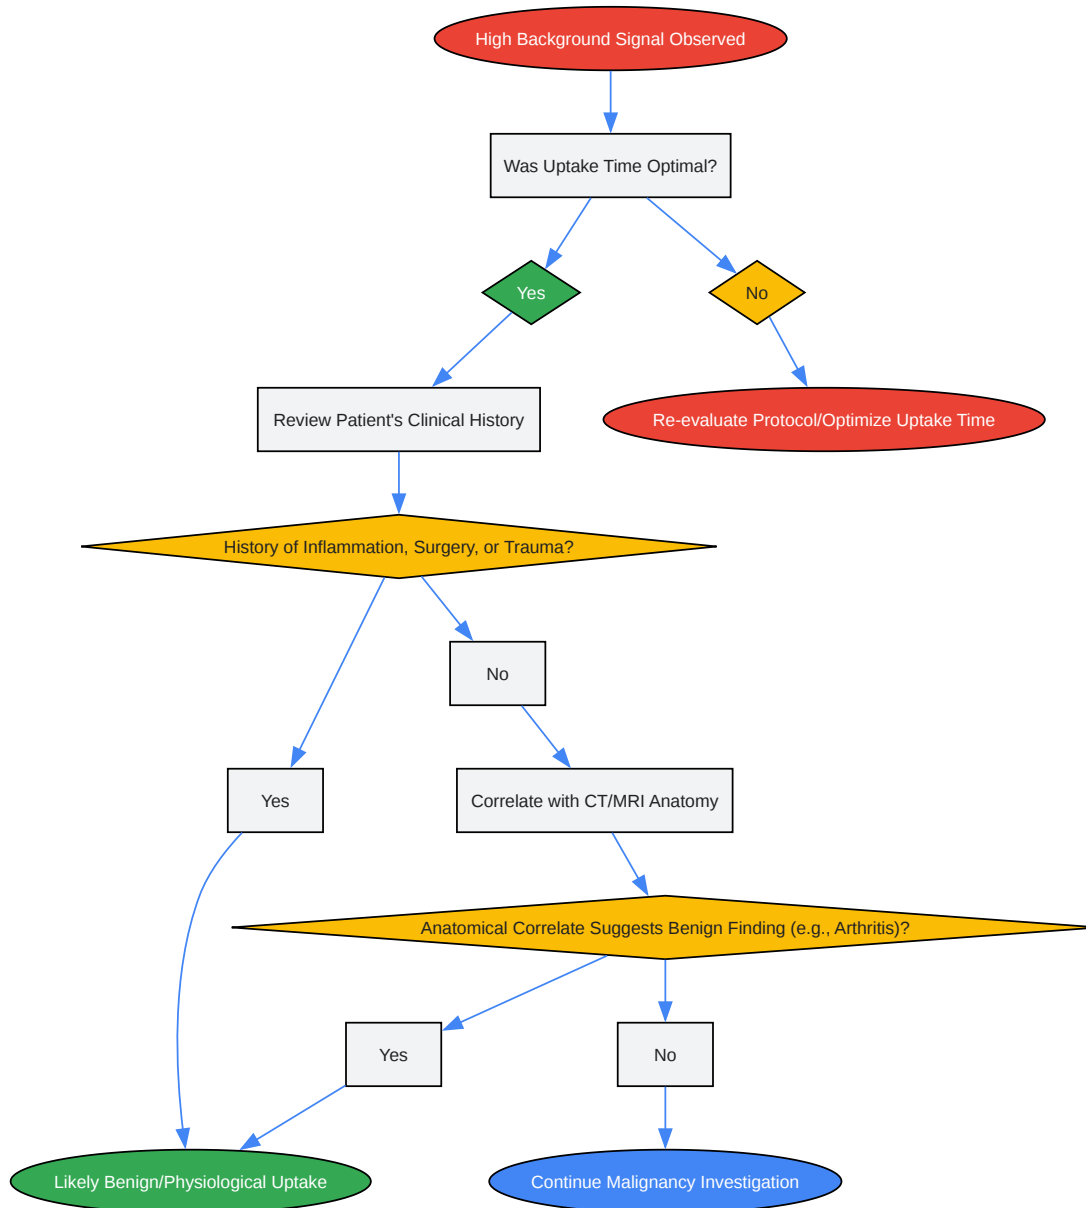 High Background Signal Observed
Was Uptake Time Optimal?
Yes
No
Review Patient's Clinical History
Re-evaluate Protocol/Optimize Uptake Time
History of Inflammation, Surgery, or Trauma?
No
Yes
Correlate with CT/MRI Anatomy
Anatomical Correlate Suggests Benign Finding (e.g., Arthritis)?
Yes
No
Likely Benign/Physiological Uptake
Continue Malignancy Investigation